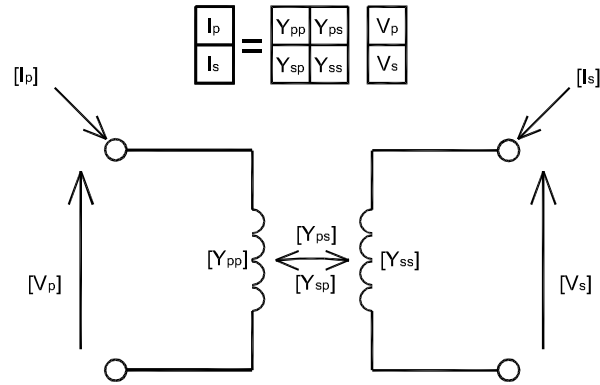 Ip = Ypp Yps Vp
Is Ysp Yss Vs
[Ip] [Is]
[Yps]
[Ypp] [Yss]
[Ysp]
[Vp] [Vs]